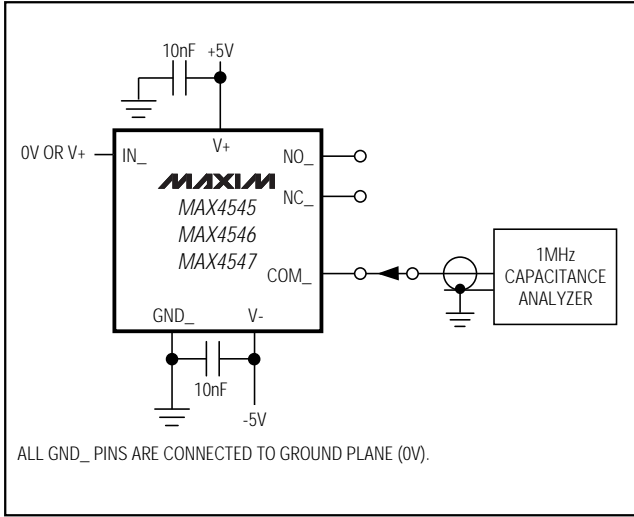 10nF +5V
0V OR V+
IN_
V+
NO_
MAXIM
NC_
MAX4545
MAX4546
MAX4547
COM_
1MHz
CAPACITANCE
ANALYZER
GND_
V-
10nF
-5V
ALL GND_ PINS ARE CONNECTED TO GROUND PLANE (0V).